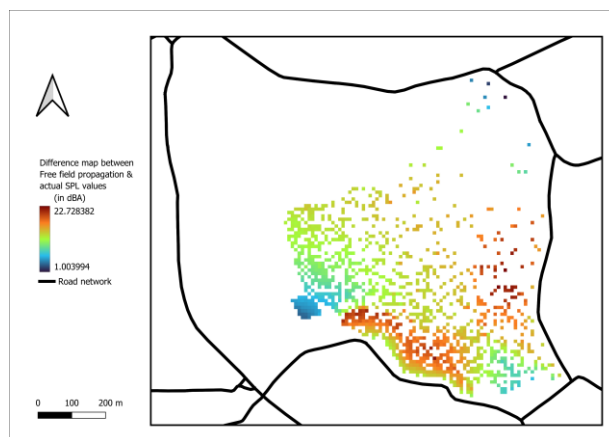 Difference map between
Free field propagation &
actual SPL values
(in dBA)
22.728382
1.003994
Road network
0 100 200 m